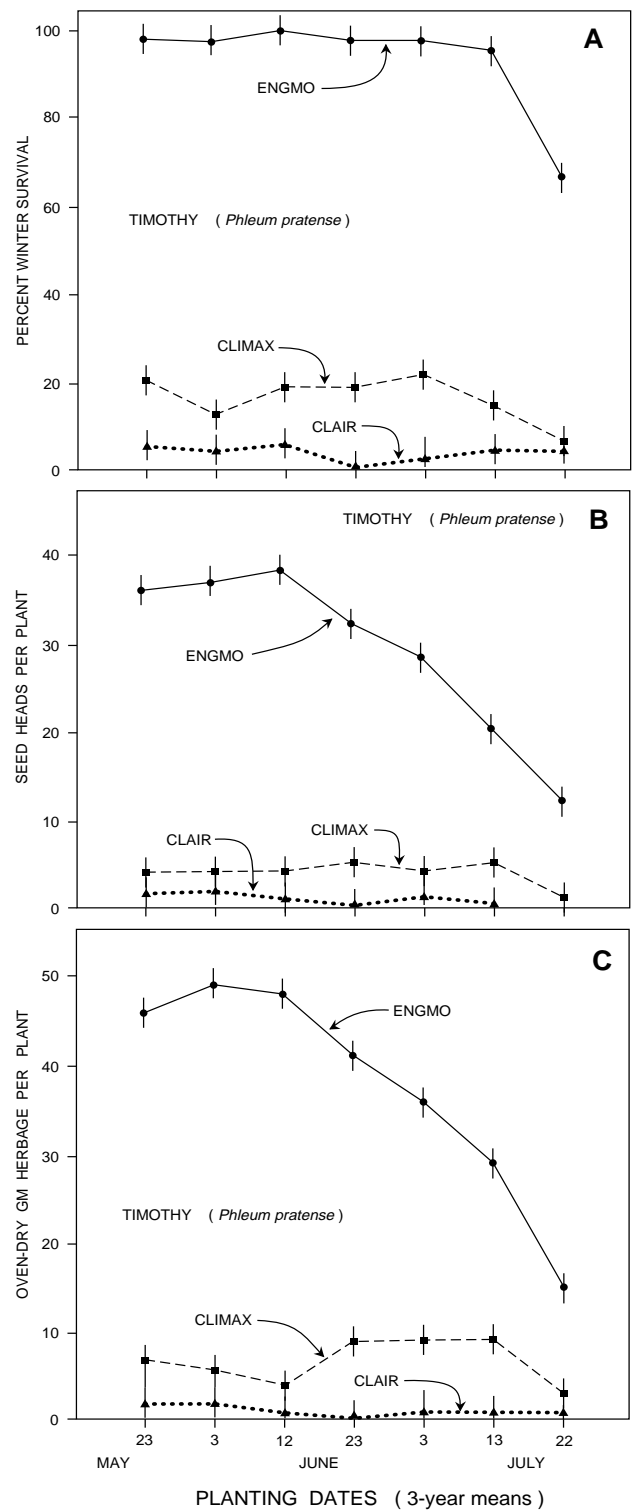 100
A
ENGMO
80
PERCENT WINTER SURVIVAL
TIMOTHY ( Phleum pratense )
60
40
CLIMAX
20
CLAIR
0
TIMOTHY ( Phleum pratense )
B
40
SEED HEADS PER PLANT
30
ENGMO
20
10
CLAIR
CLIMAX
0
C
50
ENGMO
OVEN-DRY GM HERBAGE PER PLANT
40
30
TIMOTHY ( Phleum pratense )
20
CLIMAX
10
CLAIR
0
23 3 12 23 3 13 22
MAY JUNE JULY
PLANTING DATES ( 3-year means )